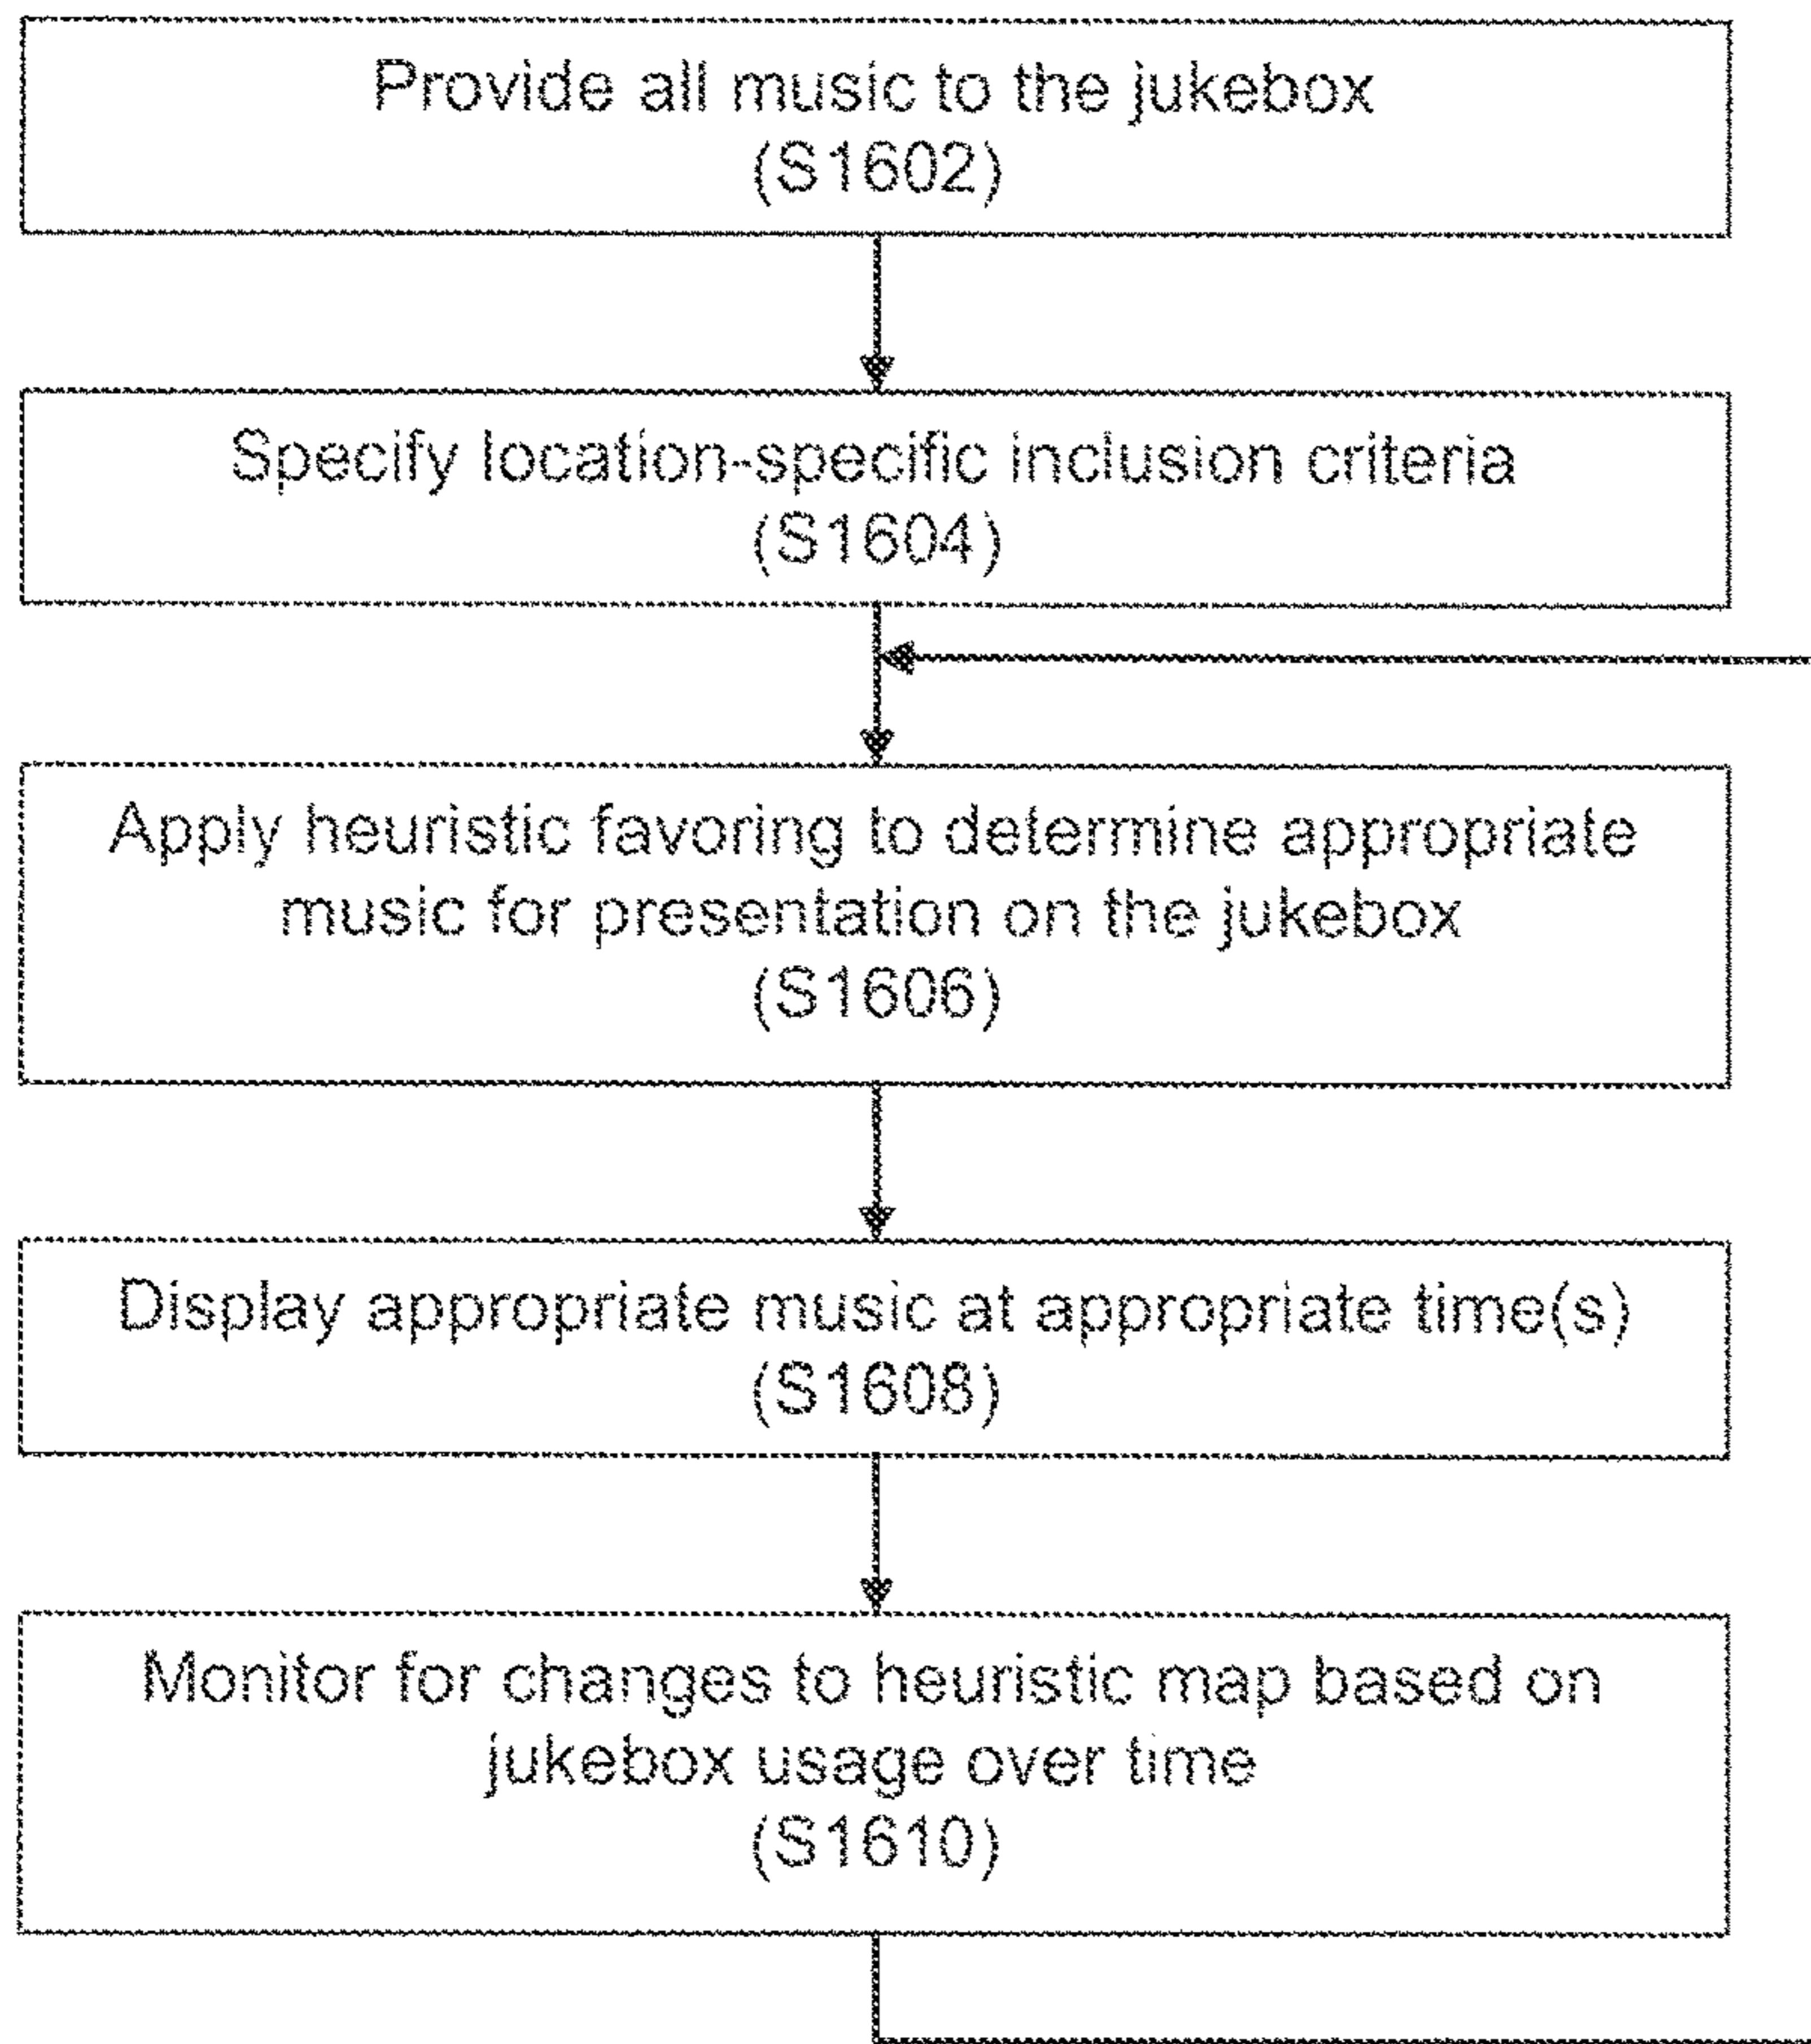 Provide all music to the jukebox
(S1602)
Specify location-specific inclusion criteria
(S1604)
Apply heuristic favoring to determine appropriate
music for presentation on the jukebox
(S1606)
Display appropriate music at appropriate time(s)
(S1608)
Monitor for changes to heuristic map based on
jukebox usage over time
(S1610)